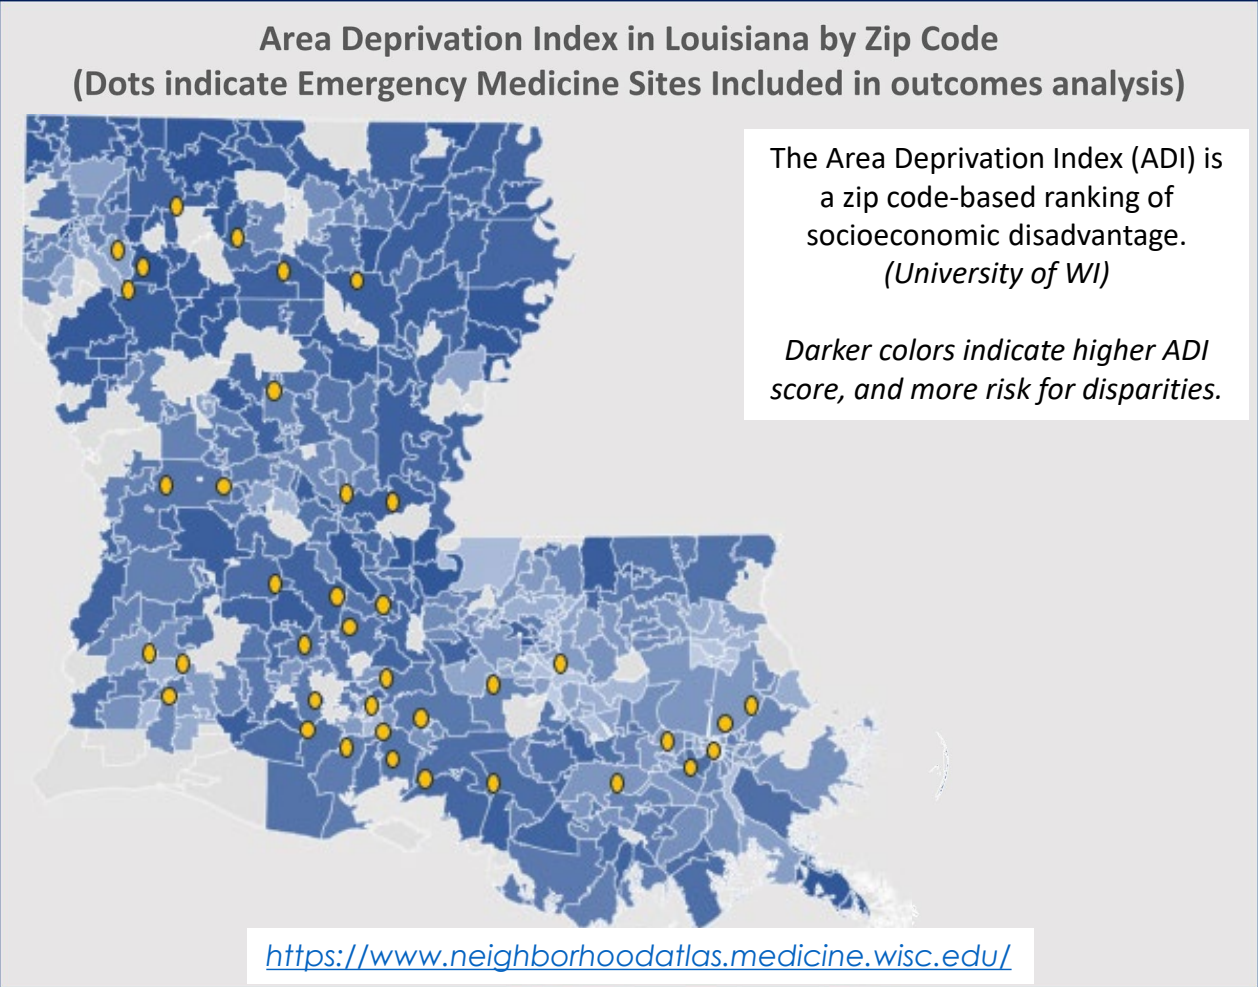 Area Deprivation Index in Louisiana by Zip Code
(Dots indicate Emergency Medicine Sites Included in outcomes analysis)
The Area Deprivation Index (ADI) is
a zip code-based ranking of
socioeconomic disadvantage.
(University of WI)
Darker colors indicate higher ADI
score, and more risk for disparities.
https://www.neighborhoodatlas.medicine.wisc.edu/